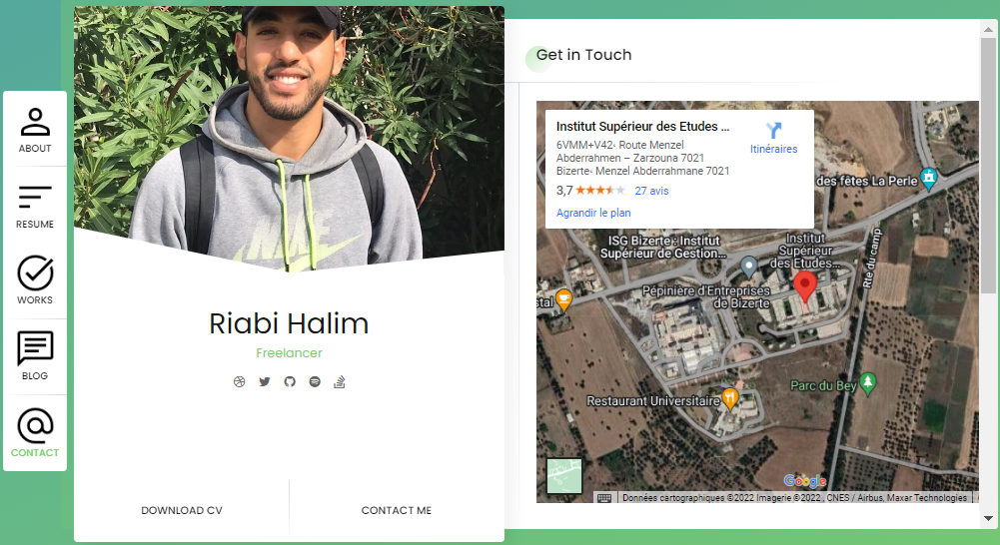 ABOUT
RESUME
WORKS
BLOG
CONTACT
NIKE
Riabi Halim
Freelancer
DOWNLOAD CV
CONTACT ME
Get in Touch
Institut Supérieur des Etudes ...
6VMM+V42، Route Menzel
Abderrahmen – Zarzouna 7021
Bizerte، Menzel Abderrahmane 7021
3,7
27 avis
Agrandir le plan
Itinéraires
des fêtes La Perle
Rte du camp
ISG Bizerte : Institut
Supérieur de Gestion...
Institut
Supérieur
des Etudes...
Pépinière d'Entreprises
de Bizerte
stal
Parc du Bey
Restaurant Universitaire
Google
Données cartographiques ©2022 Imagerie ©2022 , CNES / Airbus, Maxar Technologies